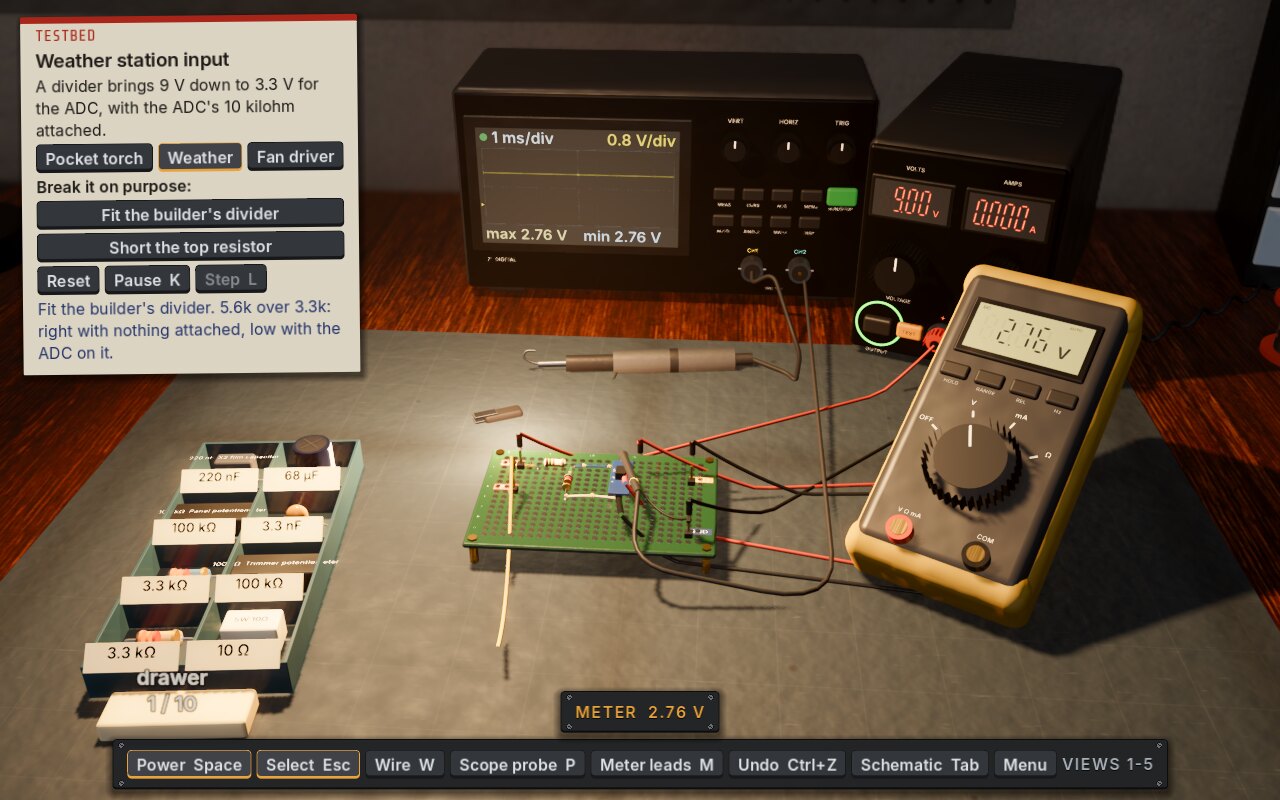 TESTBED
Weather station input
A divider brings 9 V down to 3.3 V for
the ADC, with the ADC's 10 kilohm
attached.
Pocket torch
Weather
Fan driver
Break it on purpose:
Fit the builder's divider
Short the top resistor
Reset
Pause K
Step L
Fit the builder's divider. 5.6k over 3.3k:
right with nothing attached, low with the
ADC on it.
1 ms/div
0.8 V/div
max 2.76 V
min 2.76 V
DIGITAL
VERT
HORIZ
TRIG
CH1
CH2
VOLTS
AMPS
9.00 V
0.000 A
VOLTAGE
OUTPUT
2.76 V
HOLD
RANGE
REL
HZ
OFF
V
mA
Ω
V Ω mA
COM
220 nF
68 µF
100 kΩ
3.3 nF
3.3 kΩ
100 kΩ
3.3 kΩ
10 Ω
drawer
1 / 10
METER 2.76 V
Power Space
Select Esc
Wire W
Scope probe P
Meter leads M
Undo Ctrl+Z
Schematic Tab
Menu
VIEWS 1-5